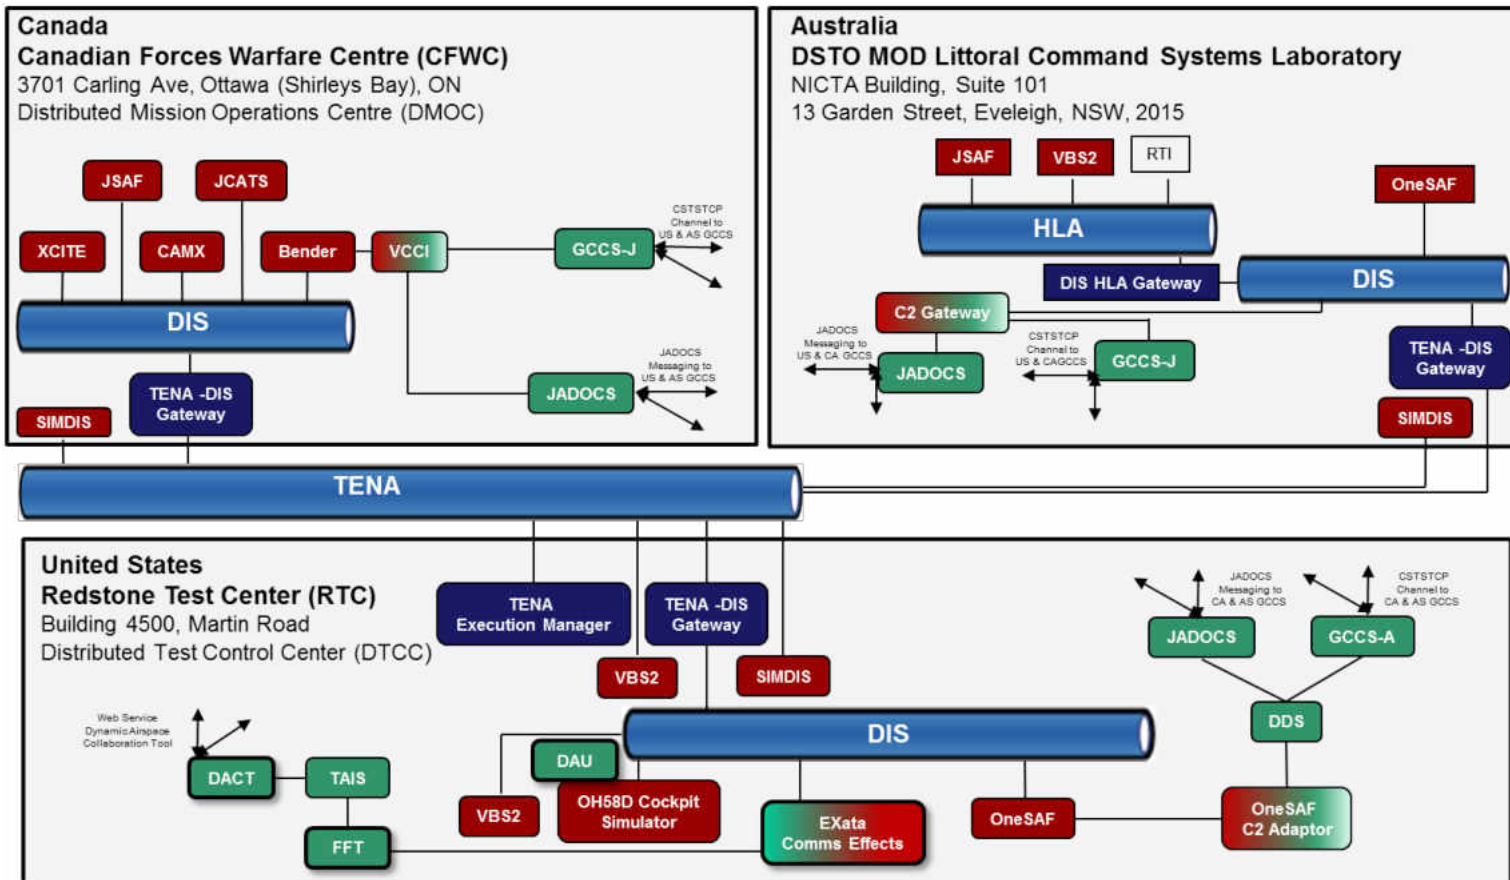 Canada
Canadian Forces Warfare Centre (CFWC)
3701 Carling Ave, Ottawa (Shirleys Bay), ON
Distributed Mission Operations Centre (DMOC)
JSAF
JCATS
XCITE
CAMX
Bender
VCCI
GCCS-J
CSTSTCP
Channel to
US & AS GCCS
DIS
JADOCS
JADOCS
Messaging to
US & AS GCCS
TENA -DIS
Gateway
SIMDIS
Australia
DSTO MOD Littoral Command Systems Laboratory
NICTA Building, Suite 101
13 Garden Street, Eveleigh, NSW, 2015
JSAF
VBS2
RTI
OneSAF
HLA
DIS HLA Gateway
DIS
C2 Gateway
JADOCS
Messaging to
US & CA GCCS
JADOCS
CSTSTCP
Channel to
US & CAGCCS
GCCS-J
TENA -DIS
Gateway
SIMDIS
TENA
United States
Redstone Test Center (RTC)
Building 4500, Martin Road
Distributed Test Control Center (DTCC)
TENA
Execution Manager
TENA -DIS
Gateway
VBS2
SIMDIS
JADOCS
Messaging to
CA & AS GCCS
CSTSTCP
Channel to
CA & AS GCCS
JADOCS
GCCS-A
DDS
DIS
Web Service
Dynamic Airspace
Collaboration Tool
DACT
TAIS
FFT
DAU
VBS2
OH58D Cockpit
Simulator
EXata
Comms Effects
OneSAF
OneSAF
C2 Adaptor